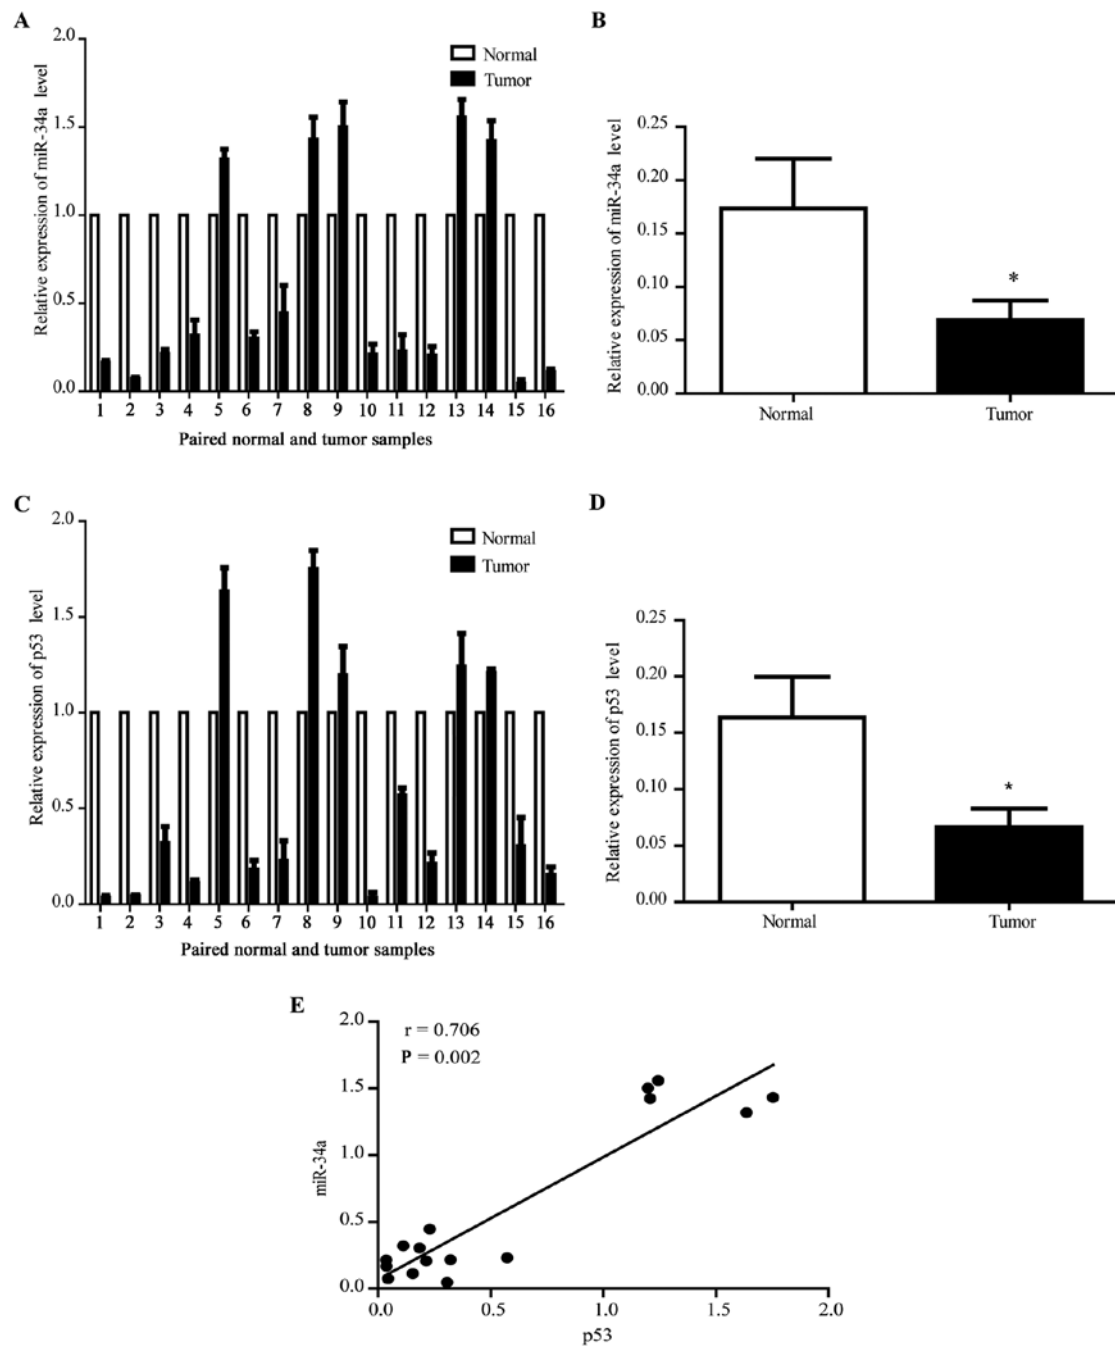 A
Relative expression of miR-34a level
2.0
1.5
1.0
0.5
0.0
Normal
Tumor
1 2 3 4 5 6 7 8 9 10 11 12 13 14 15 16
Paired normal and tumor samples
B
Relative expression of miR-34a level
0.25
0.20
0.15
0.10
0.05
0.00
*
Normal Tumor
C
Relative expression of p53 level
2.0
1.5
1.0
0.5
0.0
Normal
Tumor
1 2 3 4 5 6 7 8 9 10 11 12 13 14 15 16
Paired normal and tumor samples
D
Relative expression of p53 level
0.25
0.20
0.15
0.10
0.05
0.00
*
Normal Tumor
E
miR-34a
2.0
1.5
1.0
0.5
0.0
r = 0.706
P = 0.002
0.0 0.5 1.0 1.5 2.0
p53